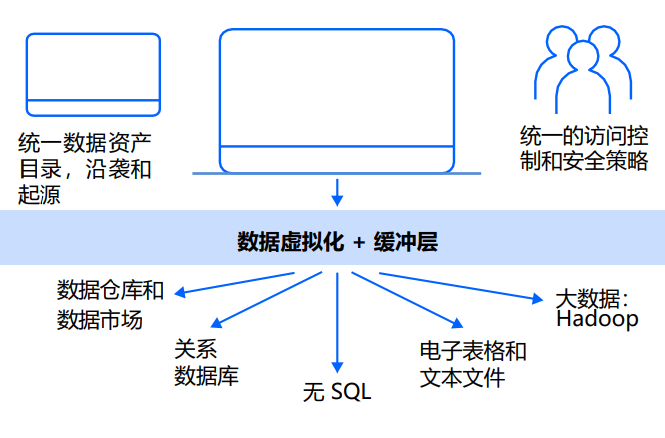 统一数据资产
目录，沿袭和
起源
统一的访问控
制和安全策略
数据虚拟化 + 缓冲层
数据仓库和
数据市场
关系
数据库
无 SQL
电子表格和
文本文件
大数据：
Hadoop